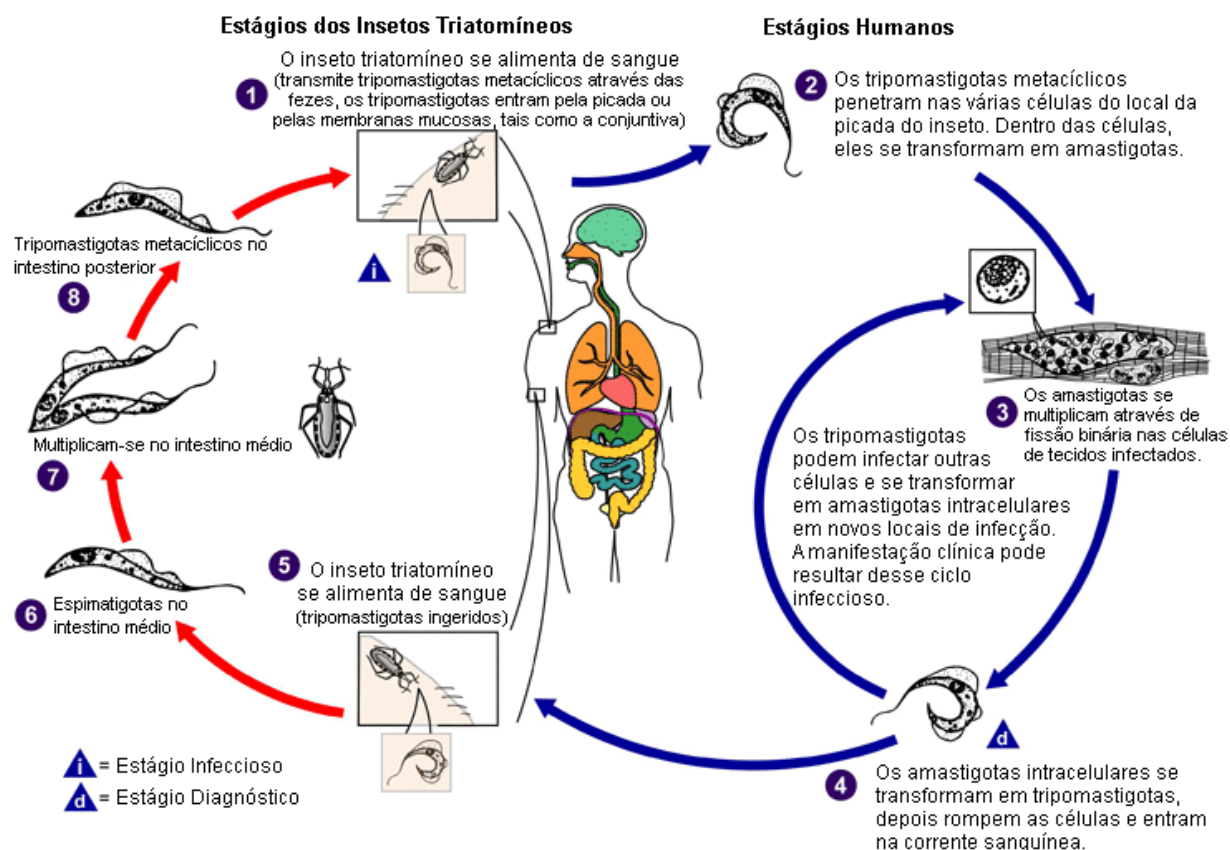 Estágios dos Insetos Triatomíneos
Estágios Humanos
1
O inseto triatomíneo se alimenta de sangue
(transmite tripomastigotas metacíclicos através das
fezes, os tripomastigotas entram pela picada ou
pelas membranas mucosas, tais como a conjuntiva)
2
Os tripomastigotas metacíclicos
penetram nas várias células do local da
picada do inseto. Dentro das células,
eles se transformam em amastigotas.
i
3
Os amastigotas se
multiplicam através de
fissão binária nas células
de tecidos infectados.
Os tripomastigotas
podem infectar outras
células e se transformar
em amastigotas intracelulares
em novos locais de infecção.
A manifestação clínica pode
resultar desse ciclo
infeccioso.
d
4
Os amastigotas intracelulares se
transformam em tripomastigotas,
depois rompem as células e entram
na corrente sanguínea.
5
O inseto triatomíneo
se alimenta de sangue
(tripomastigotas ingeridos)
6
Espimatigotas no
intestino médio
Multiplicam-se no intestino médio
7
Tripomastigotas metacíclicos no
intestino posterior
8
i = Estágio Infeccioso
d = Estágio Diagnóstico